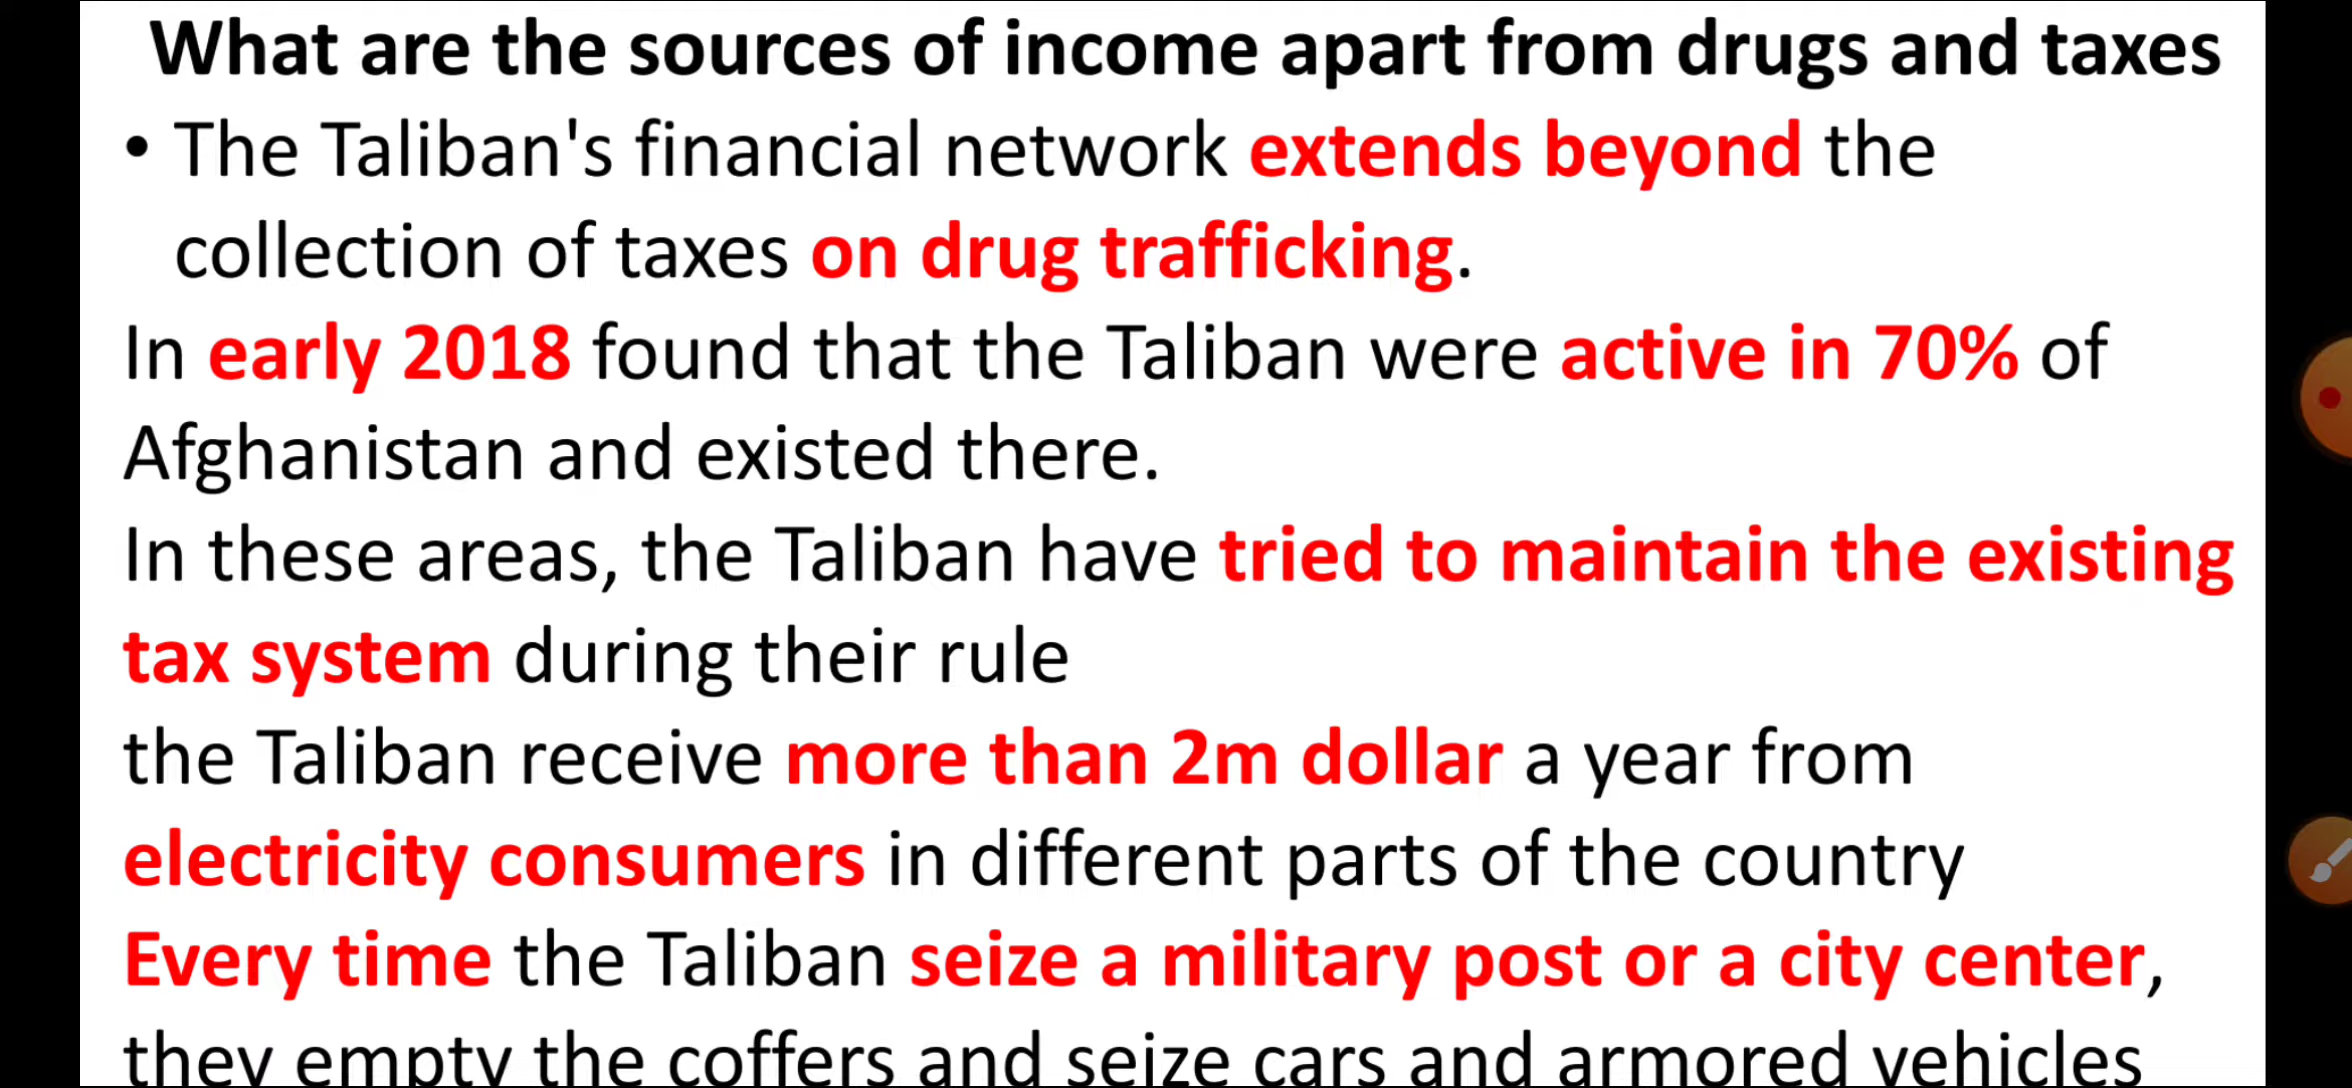 What are the sources of income apart from drugs and taxes
• The Taliban's financial network extends beyond the
collection of taxes on drug trafficking.
In early 2018 found that the Taliban were active in 70% of
Afghanistan and existed there.
In these areas, the Taliban have tried to maintain the existing
tax system during their rule
the Taliban receive more than 2m dollar a year from
electricity consumers in different parts of the country
Every time the Taliban seize a military post or a city center,
they empty the coffers and seize cars and armored vehicles